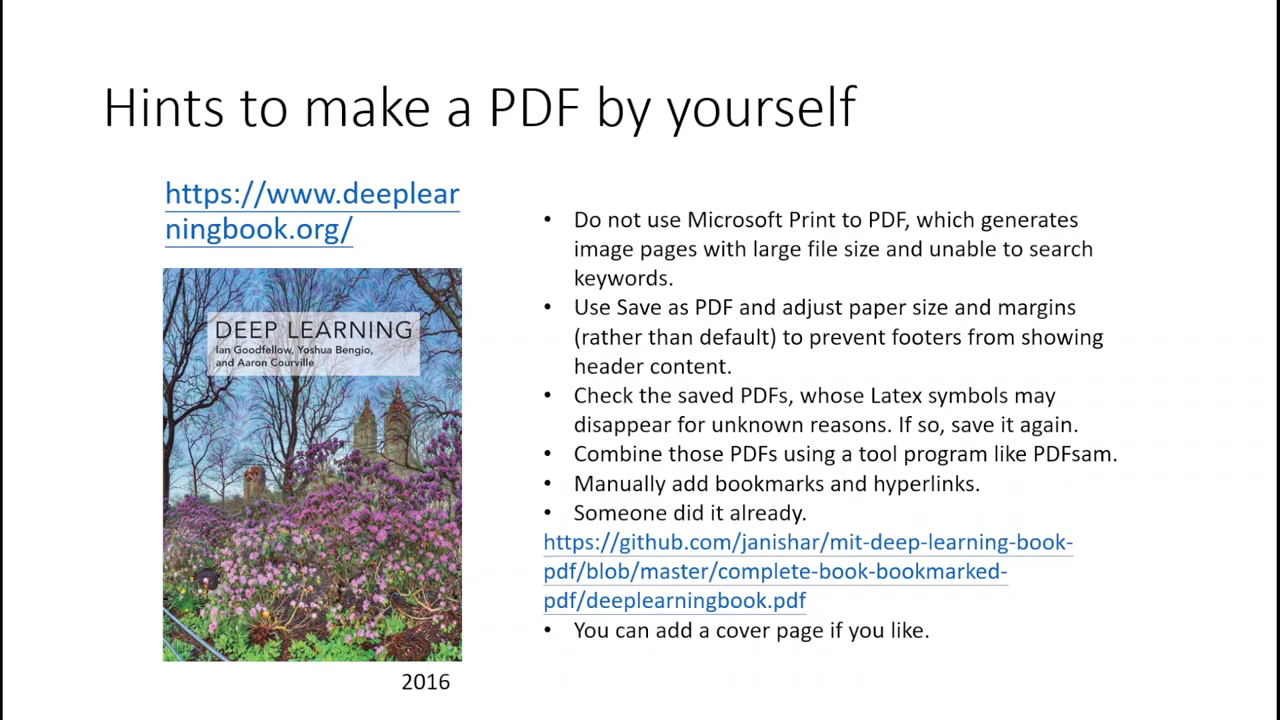 Hints to make a PDF by yourself
https://www.deeplear
ningbook.org/
DEEP LEARNING
Ian Goodfellow, Yoshua Bengio,
and Aaron Courville
2016
• Do not use Microsoft Print to PDF, which generates
image pages with large file size and unable to search
keywords.
• Use Save as PDF and adjust paper size and margins
(rather than default) to prevent footers from showing
header content.
• Check the saved PDFs, whose Latex symbols may
disappear for unknown reasons. If so, save it again.
• Combine those PDFs using a tool program like PDFsam.
• Manually add bookmarks and hyperlinks.
• Someone did it already.
https://github.com/janishar/mit-deep-learning-book-
pdf/blob/master/complete-book-bookmarked-
pdf/deeplearningbook.pdf
• You can add a cover page if you like.